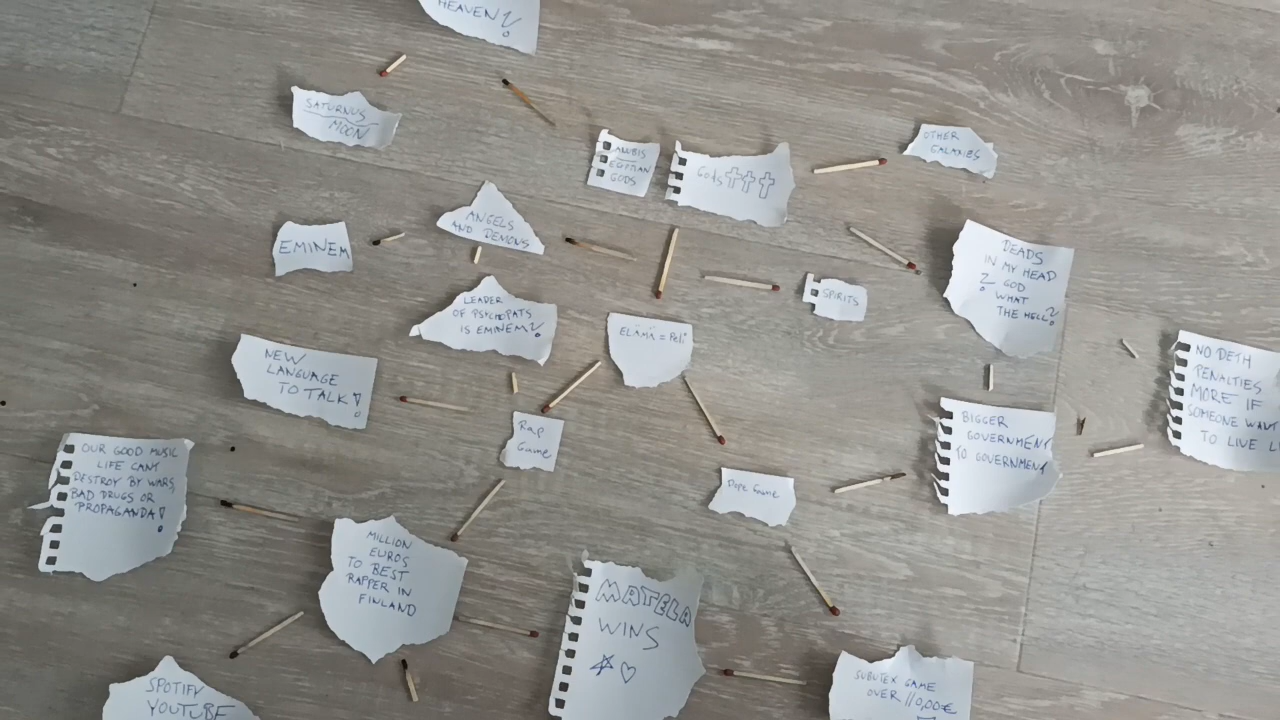 HEAVEN?
SATURNUS
MOON
ANUBIS
EGYTIAN
GODS
Gods
OTHER
GALAXIES
ANGELS
AND DEMONS
EMINEM
DEADS
IN MY HEAD
? GOD
WHAT
THE HELL?
SPIRITS
LEADER
OF PSYCHOPATS
IS EMINEM?
ELÄMÄ = Peli
NEW
LANGUAGE
TO TALK!
NO DETH
PENALTIES
MORE IF
SOMEONE WANT
TO LIVE L
BIGGER
GOVERNMENT
TO GOVERNMENT
Rap
Game
OUR GOOD MUSIC
LIFE CANT
DESTROY BY WARS,
BAD DRUGS OR
PROPAGANDA!
Dope Game
MILLION
EUROS
TO BEST
RAPPER IN
FINLAND
MATELA
WINS
SPOTIFY
YOUTUBE
SUBUTEX GAME
OVER